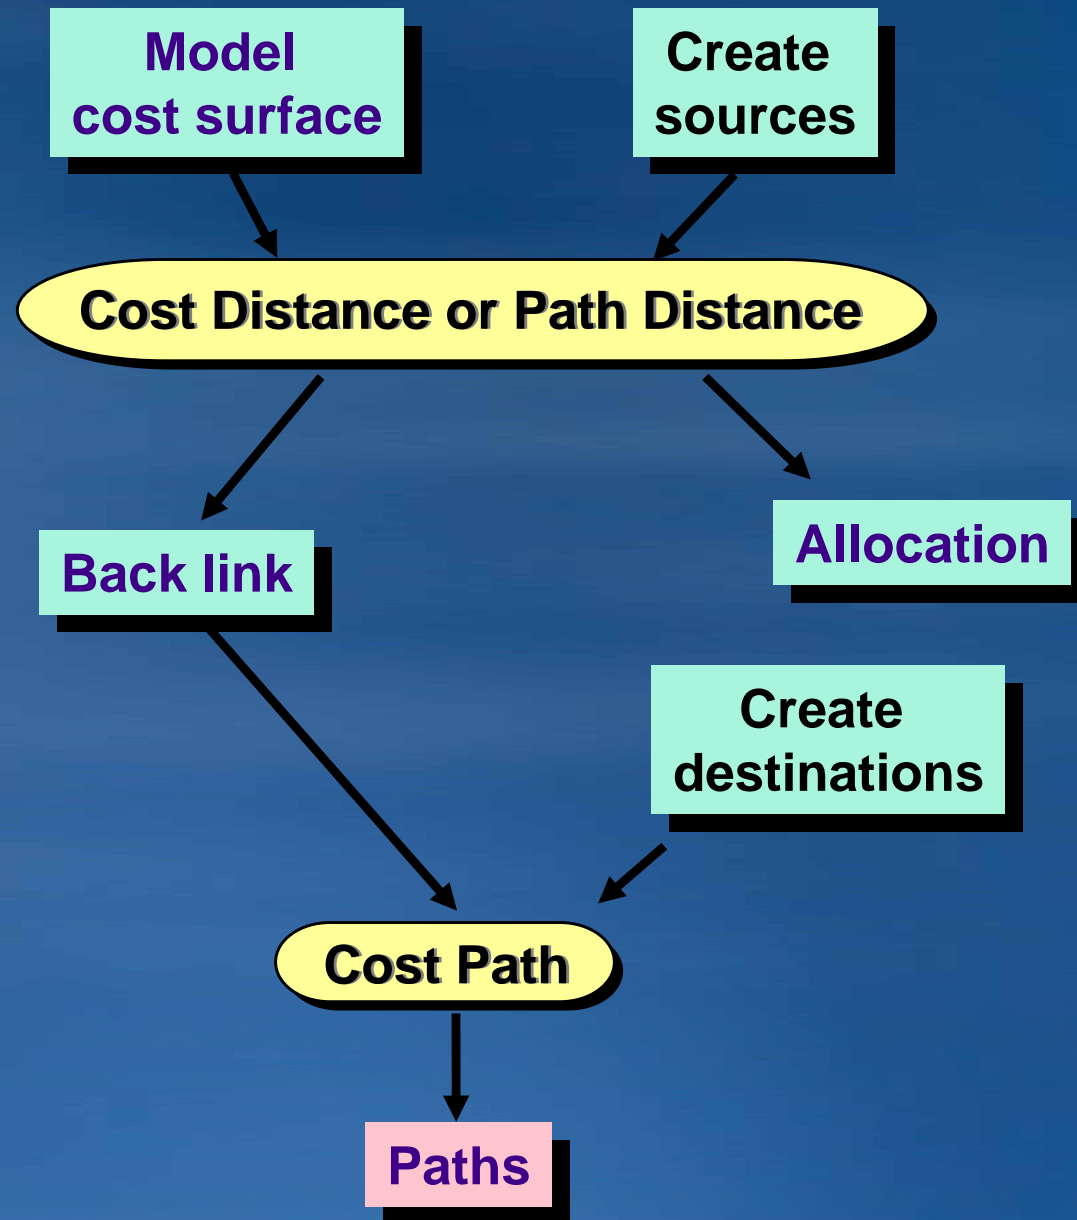 Model
cost surface
Create
sources
Cost Distance or Path Distance
Back link
Allocation
Create
destinations
Cost Path
Paths